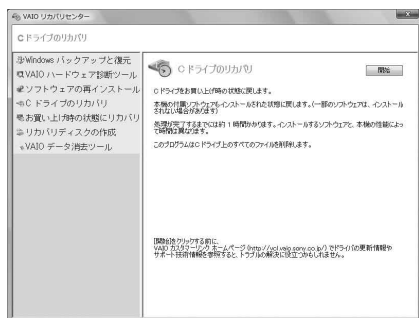 VAIO リカバリセンター
C ドライブのリカバリ
Windows バックアップと復元
VAIO ハードウェア診断ツール
ソフトウェアの再インストール
C ドライブのリカバリ
お買い上げ時の状態にリカバリ
リカバリディスクの作成
VAIO データ消去ツール
C ドライブのリカバリ
開始
C ドライブをお買い上げ時の状態に戻します。
本機の付属ソフトウェアもインストールされた状態に戻します。(一部のソフトウェアは、インストール
されない場合があります)
処理が完了するまでには約 1 時間かかります。インストールするソフトウェアと、本機の性能によっ
て時間は異なります。
このプログラムは C ドライブ上のすべてのファイルを削除します。
[開始]をクリックする前に、
VAIO カスタマーリンク ホームページ (http://vcl.vaio.sony.co.jp/) でドライバの更新情報や
サポート技術情報を参照すると、トラブルの解決に役立つかもしれません。